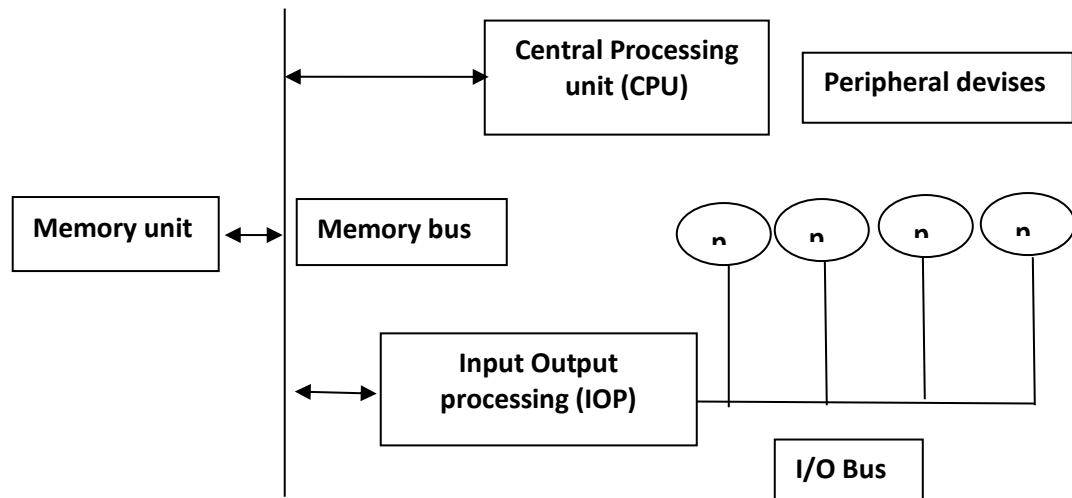 Central Processing
unit (CPU)
Peripheral devises
Memory unit
Memory bus
Input Output
processing (IOP)
I/O Bus